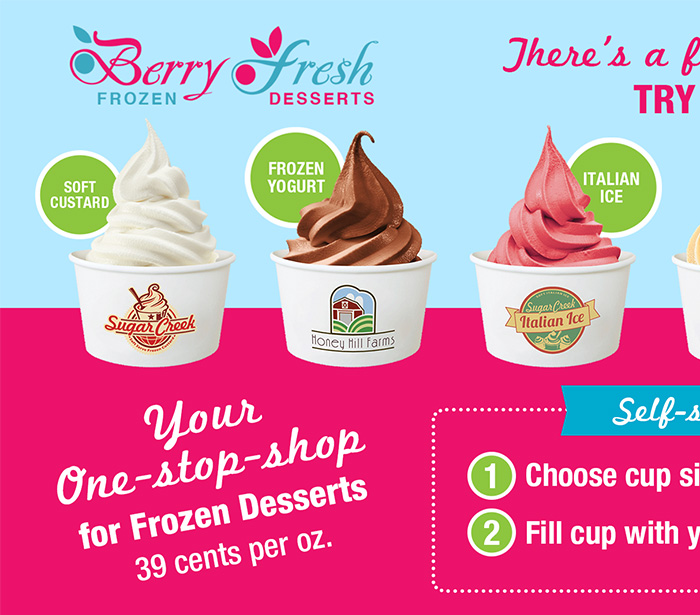 Berry Fresh
FROZEN DESSERTS
There's a f
TRY
SOFT
CUSTARD
FROZEN
YOGURT
ITALIAN
ICE
Sugar Creek
Honey Hill Farms
Sugar Creek
Italian Ice
Your
One-stop-shop
for Frozen Desserts
39 cents per oz.
Self-s
1 Choose cup si
2 Fill cup with y